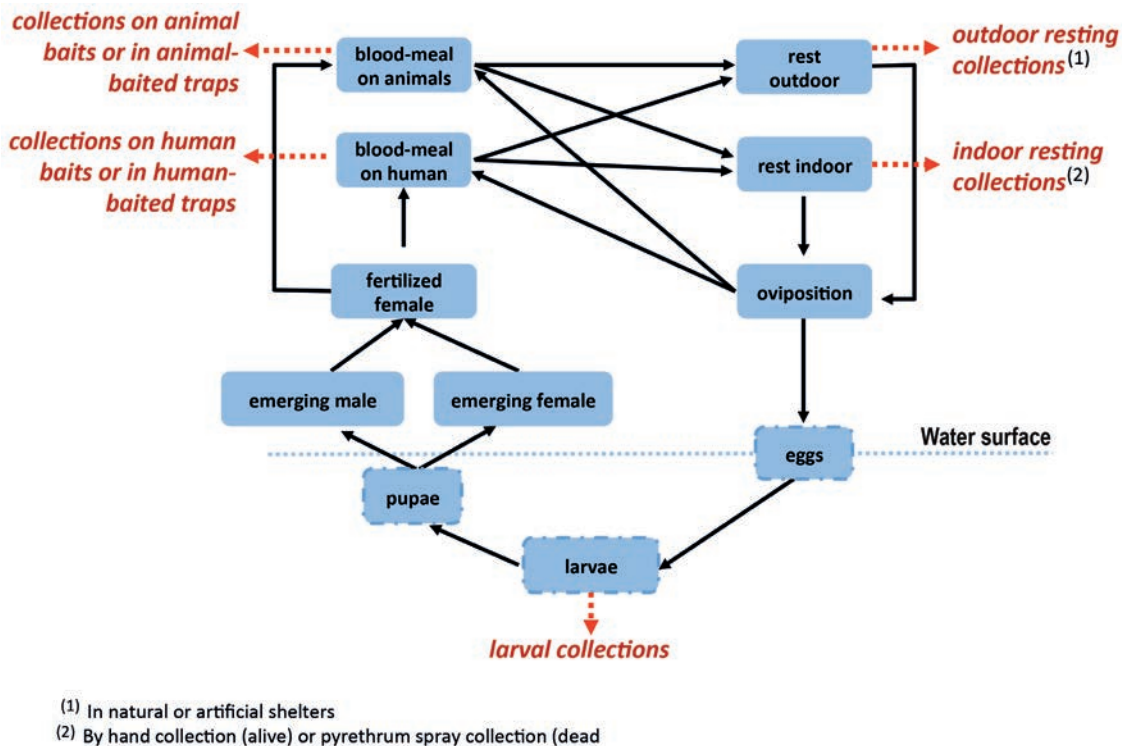 collections on animal
baits or in animal-
baited traps
blood-meal
on animals
rest
outdoor
outdoor resting
collections(1)
collections on human
baits or in human-
baited traps
blood-meal
on human
rest indoor
indoor resting
collections(2)
fertilized
female
oviposition
emerging male
emerging female
Water surface
eggs
pupae
larvae
larval collections
(1) In natural or artificial shelters
(2) By hand collection (alive) or pyrethrum spray collection (dead